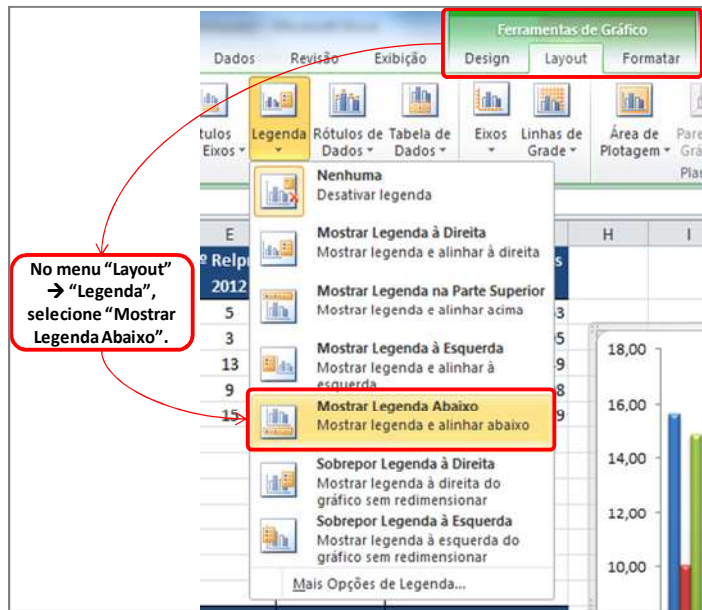 Ferramentas de Gráfico
Dados Revisão Exibição Design Layout Formatar
Legenda Rótulos de Dados Tabela de Dados Eixos Linhas de Grade Área de Plotagem
Eixos
Nenhuma
Desativar legenda
Mostrar Legenda à Direita
Mostrar legenda e alinhar à direita
Mostrar Legenda na Parte Superior
Mostrar legenda e alinhar acima
Mostrar Legenda à Esquerda
Mostrar legenda e alinhar à
esquerda
Mostrar Legenda Abaixo
Mostrar legenda e alinhar abaixo
Sobrepor Legenda à Direita
Mostrar legenda à direita do
gráfico sem redimensionar
Sobrepor Legenda à Esquerda
Mostrar legenda à esquerda do
gráfico sem redimensionar
Mais Opções de Legenda...
No menu “Layout”
→ “Legenda”,
selecione “Mostrar
Legenda Abaixo”.
E H I
2012
5
3
13
9
15
18,00
16,00
14,00
12,00
10,00